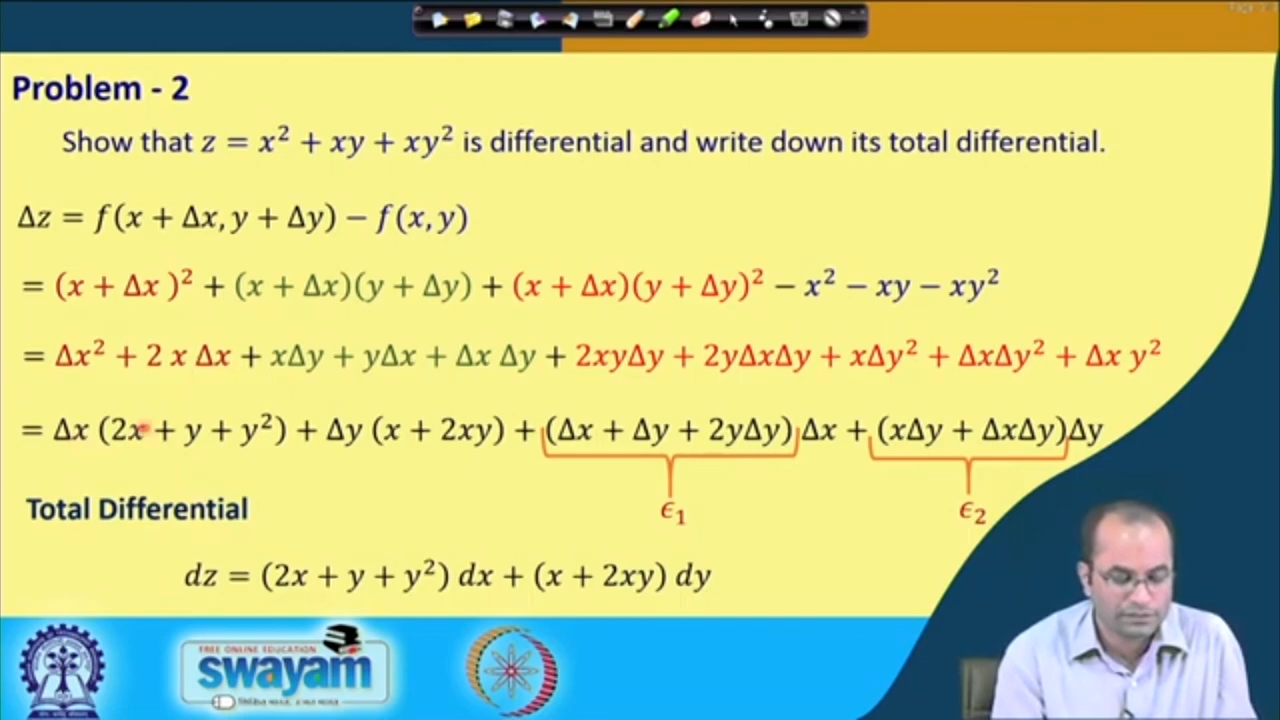 Problem - 2
Show that z = x² + xy + xy² is differential and write down its total differential.
Δz = f(x + Δx, y + Δy) − f(x, y)
= (x + Δx )² + (x + Δx)(y + Δy) + (x + Δx)(y + Δy)² − x² − xy − xy²
= Δx² + 2 x Δx + xΔy + yΔx + Δx Δy + 2xyΔy + 2yΔxΔy + xΔy² + ΔxΔy² + Δx y²
= Δx (2x + y + y²) + Δy (x + 2xy) + (Δx + Δy + 2yΔy) Δx + (xΔy + ΔxΔy)Δy
Total Differential
ϵ₁ ϵ₂
dz = (2x + y + y²) dx + (x + 2xy) dy
FREE ONLINE EDUCATION
swayam